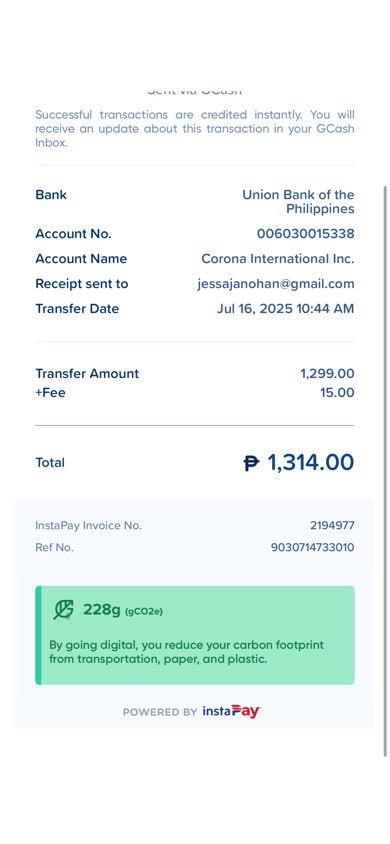 Sent via GCash
Successful transactions are credited instantly. You will
receive an update about this transaction in your GCash
Inbox.
Bank Union Bank of the
Philippines
Account No. 006030015338
Account Name Corona International Inc.
Receipt sent to jessajanohan@gmail.com
Transfer Date Jul 16, 2025 10:44 AM
Transfer Amount 1,299.00
+Fee 15.00
Total ₱ 1,314.00
InstaPay Invoice No. 2194977
Ref No. 9030714733010
228g (gCO2e)
By going digital, you reduce your carbon footprint
from transportation, paper, and plastic.
POWERED BY instaPay